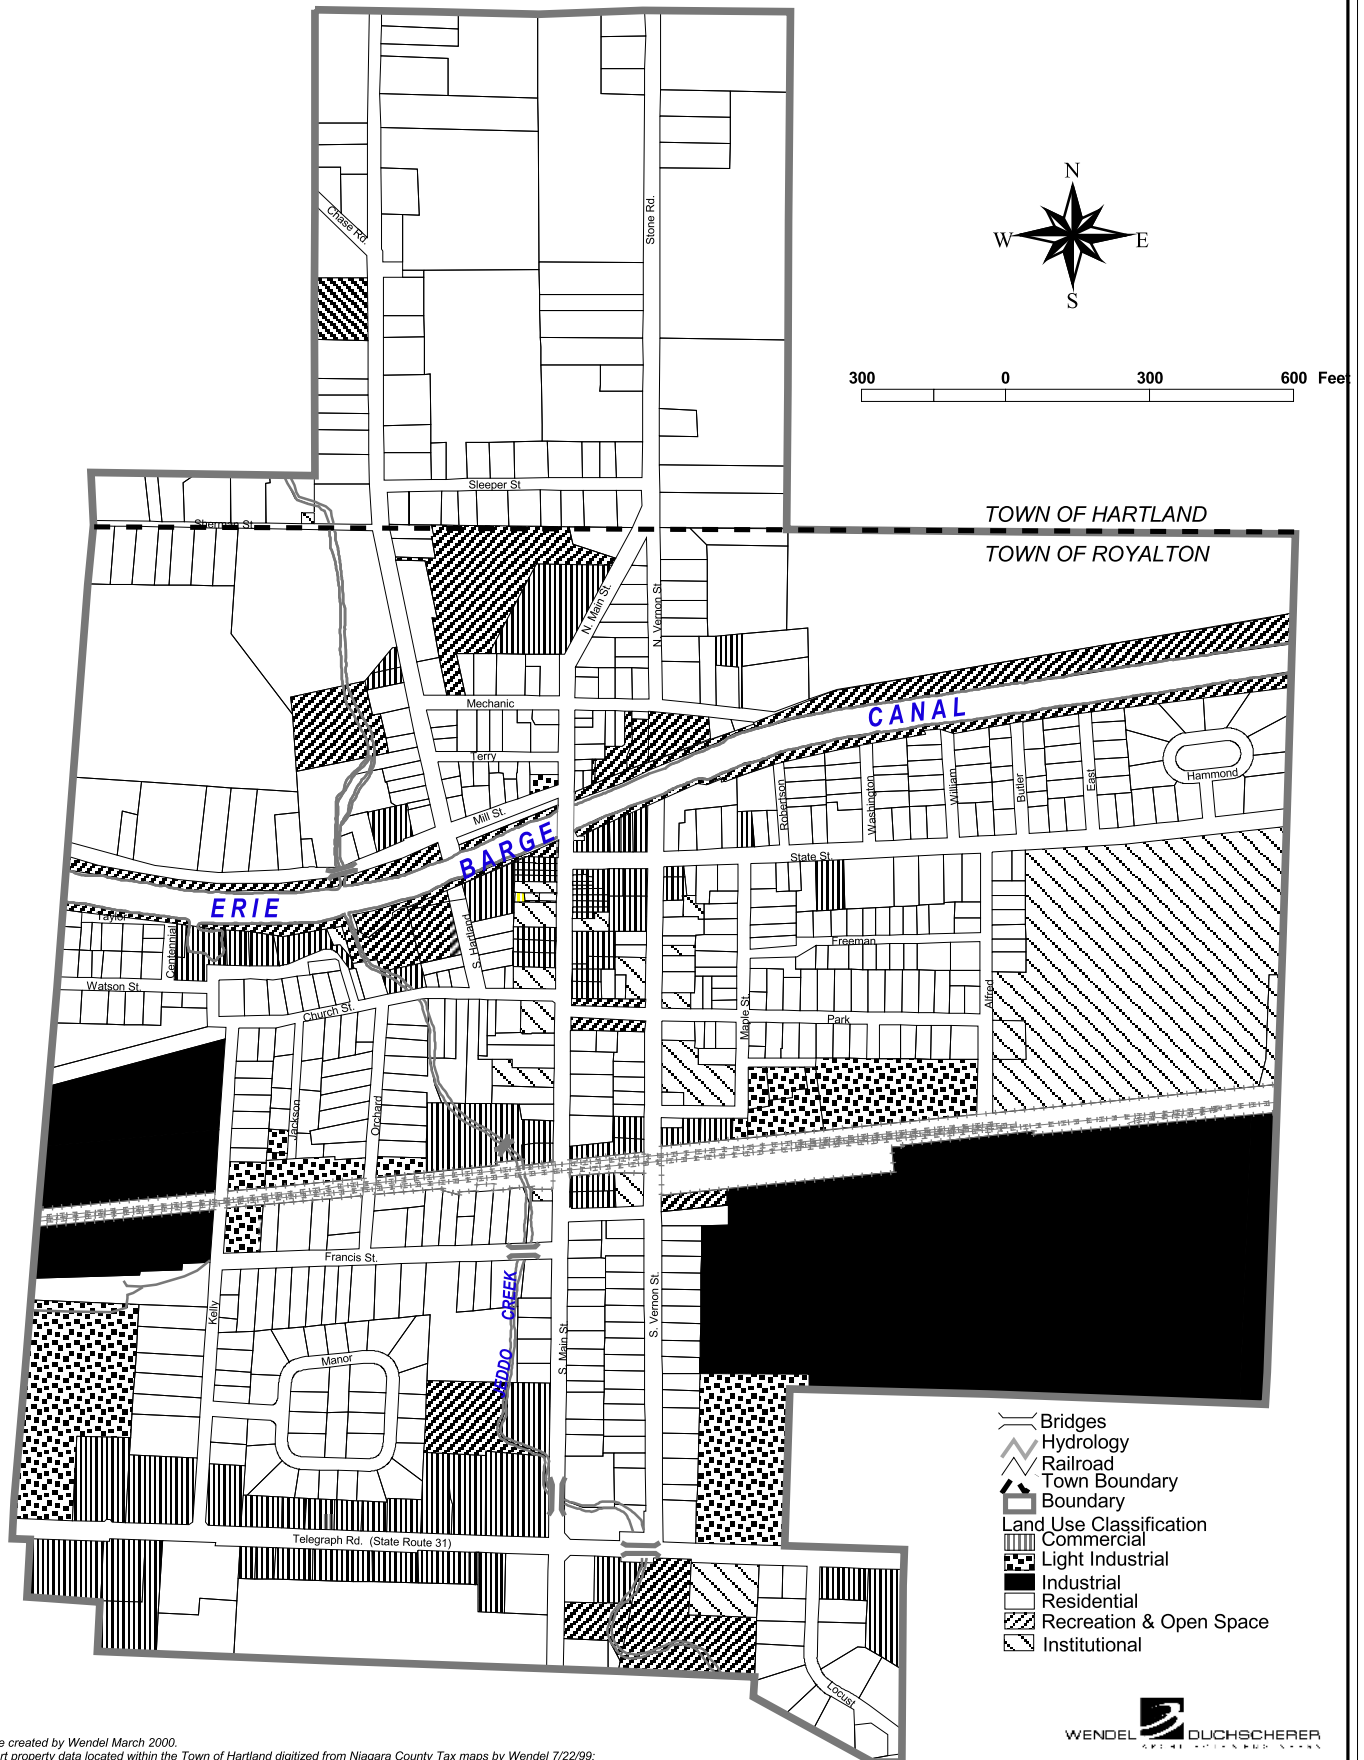 N
W E
S
300 0 300 600 Feet
Chase Rd.
Stone Rd.
Sleeper St
Sherman St.
TOWN OF HARTLAND
TOWN OF ROYALTON
N. Main St.
N. Vernon St
Mechanic
Terry
Mill St.
ERIE BARGE CANAL
Robertson
Washington
William
Butler
East
Hammond
State St.
Taylor
Centennial
S. Hartland
Freeman
Watson St.
Church St.
Maple St.
Alfred
Park
Jackson
Orchard
Francis St.
Kelly
JEDDO CREEK
S. Main St.
S. Vernon St.
Manor
Telegraph Rd. (State Route 31)
Locust
Bridges
Hydrology
Railroad
Town Boundary
Boundary
Land Use Classification
Commercial
Light Industrial
Industrial
Residential
Recreation & Open Space
Institutional
WENDEL DUCHSCHERER
e created by Wendel March 2000.
rt property data located within the Town of Hartland digitized from Niagara County Tax maps by Wendel 7/22/99;